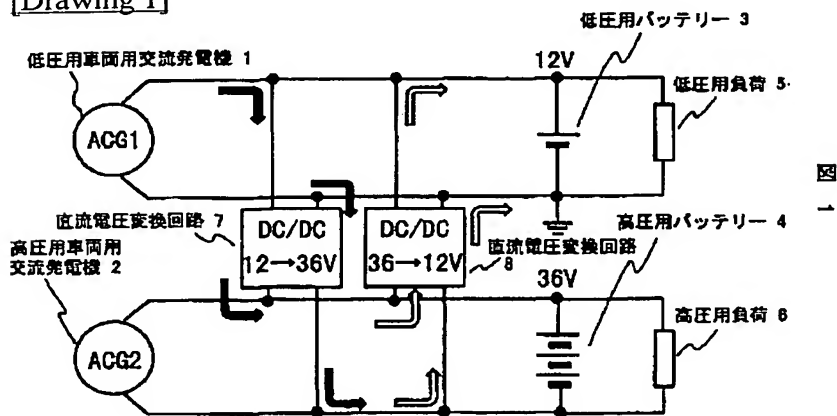 [Drawing 1]
低圧用バッテリー 3
低圧用車両用交流発電機 1
12V
低圧用負荷 5
ACG1
図
1
直流電圧変換回路 7
DC/DC
12→36V
DC/DC
36→12V
高圧用バッテリー 4
直流電圧変換回路
8
高圧用車両用
交流発電機 2
36V
高圧用負荷 6
ACG2